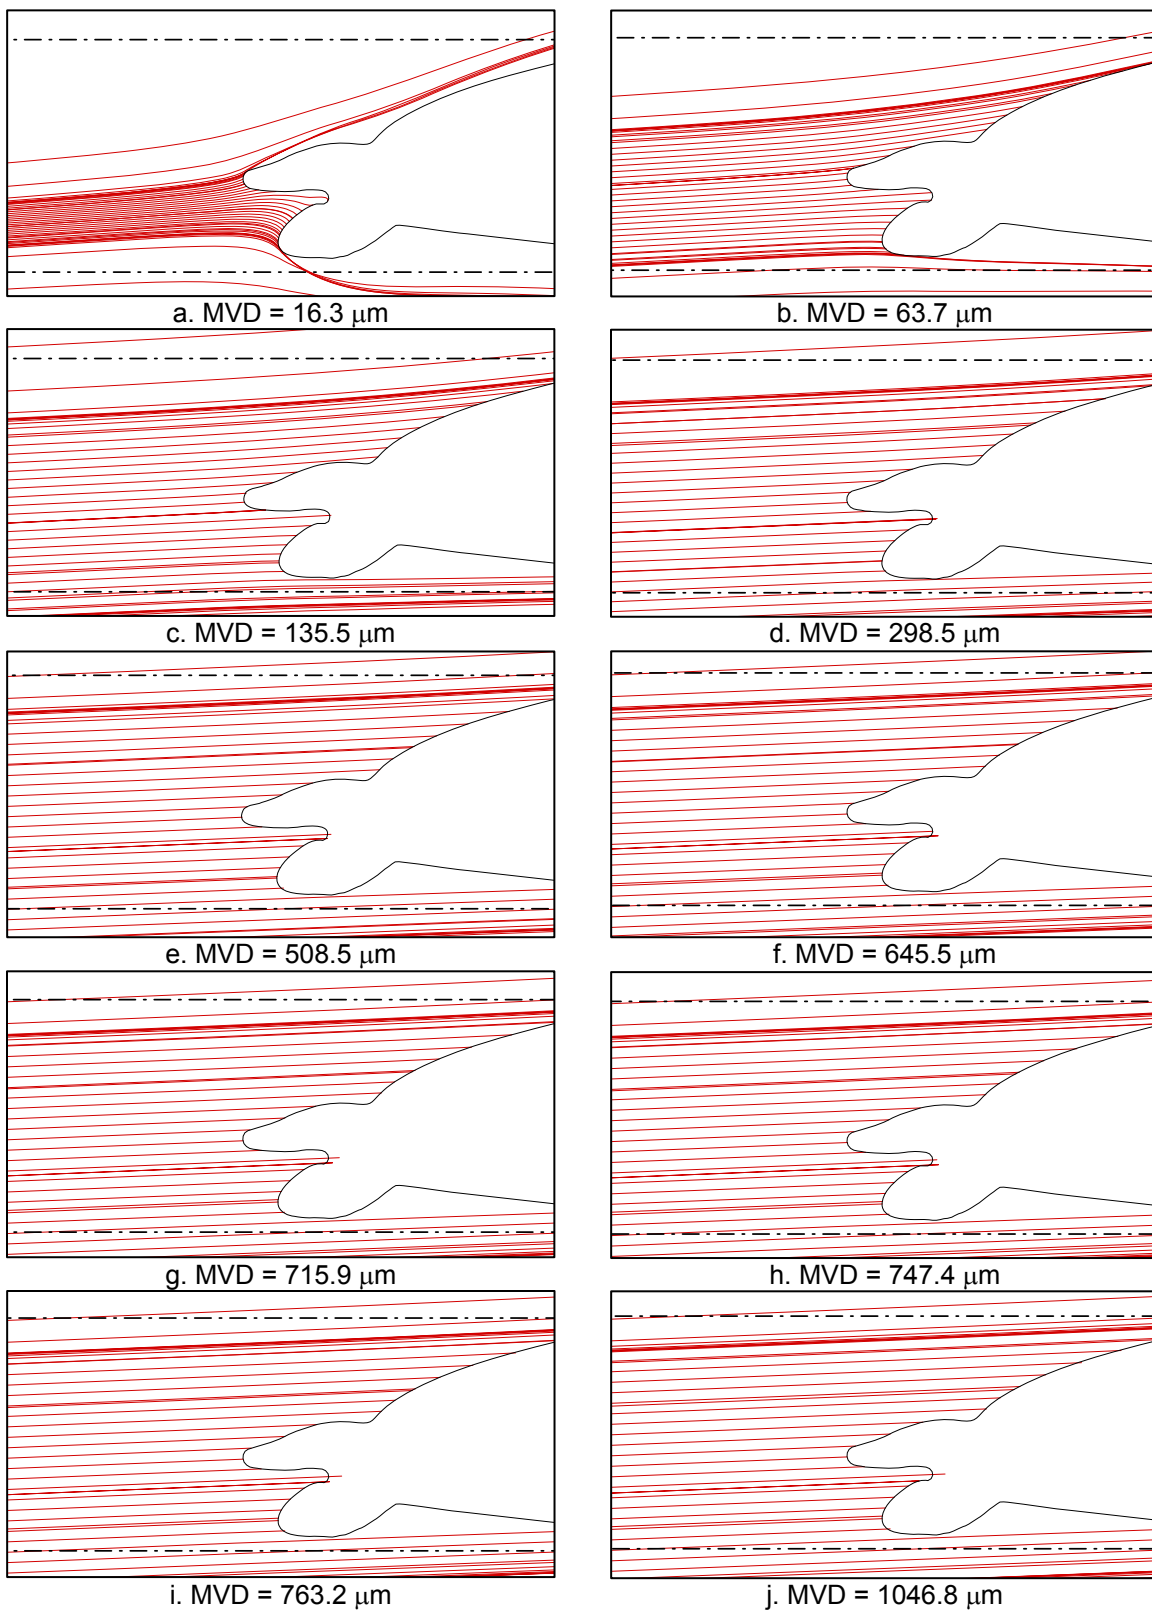 a. MVD = 16.3 μm
b. MVD = 63.7 μm
c. MVD = 135.5 μm
d. MVD = 298.5 μm
e. MVD = 508.5 μm
f. MVD = 645.5 μm
g. MVD = 715.9 μm
h. MVD = 747.4 μm
i. MVD = 763.2 μm
j. MVD = 1046.8 μm